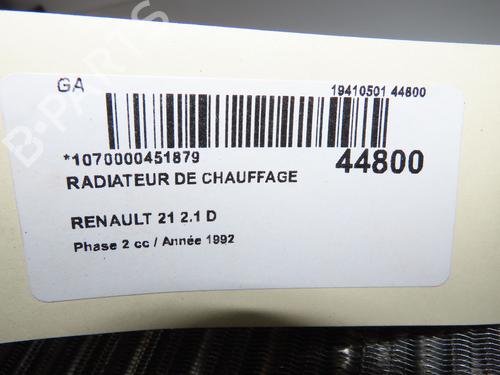 GA
19410501 44800
*1070000451879
44800
RADIATEUR DE CHAUFFAGE
RENAULT 21 2.1 D
Phase 2 cc / Année 1992
B-PARTS